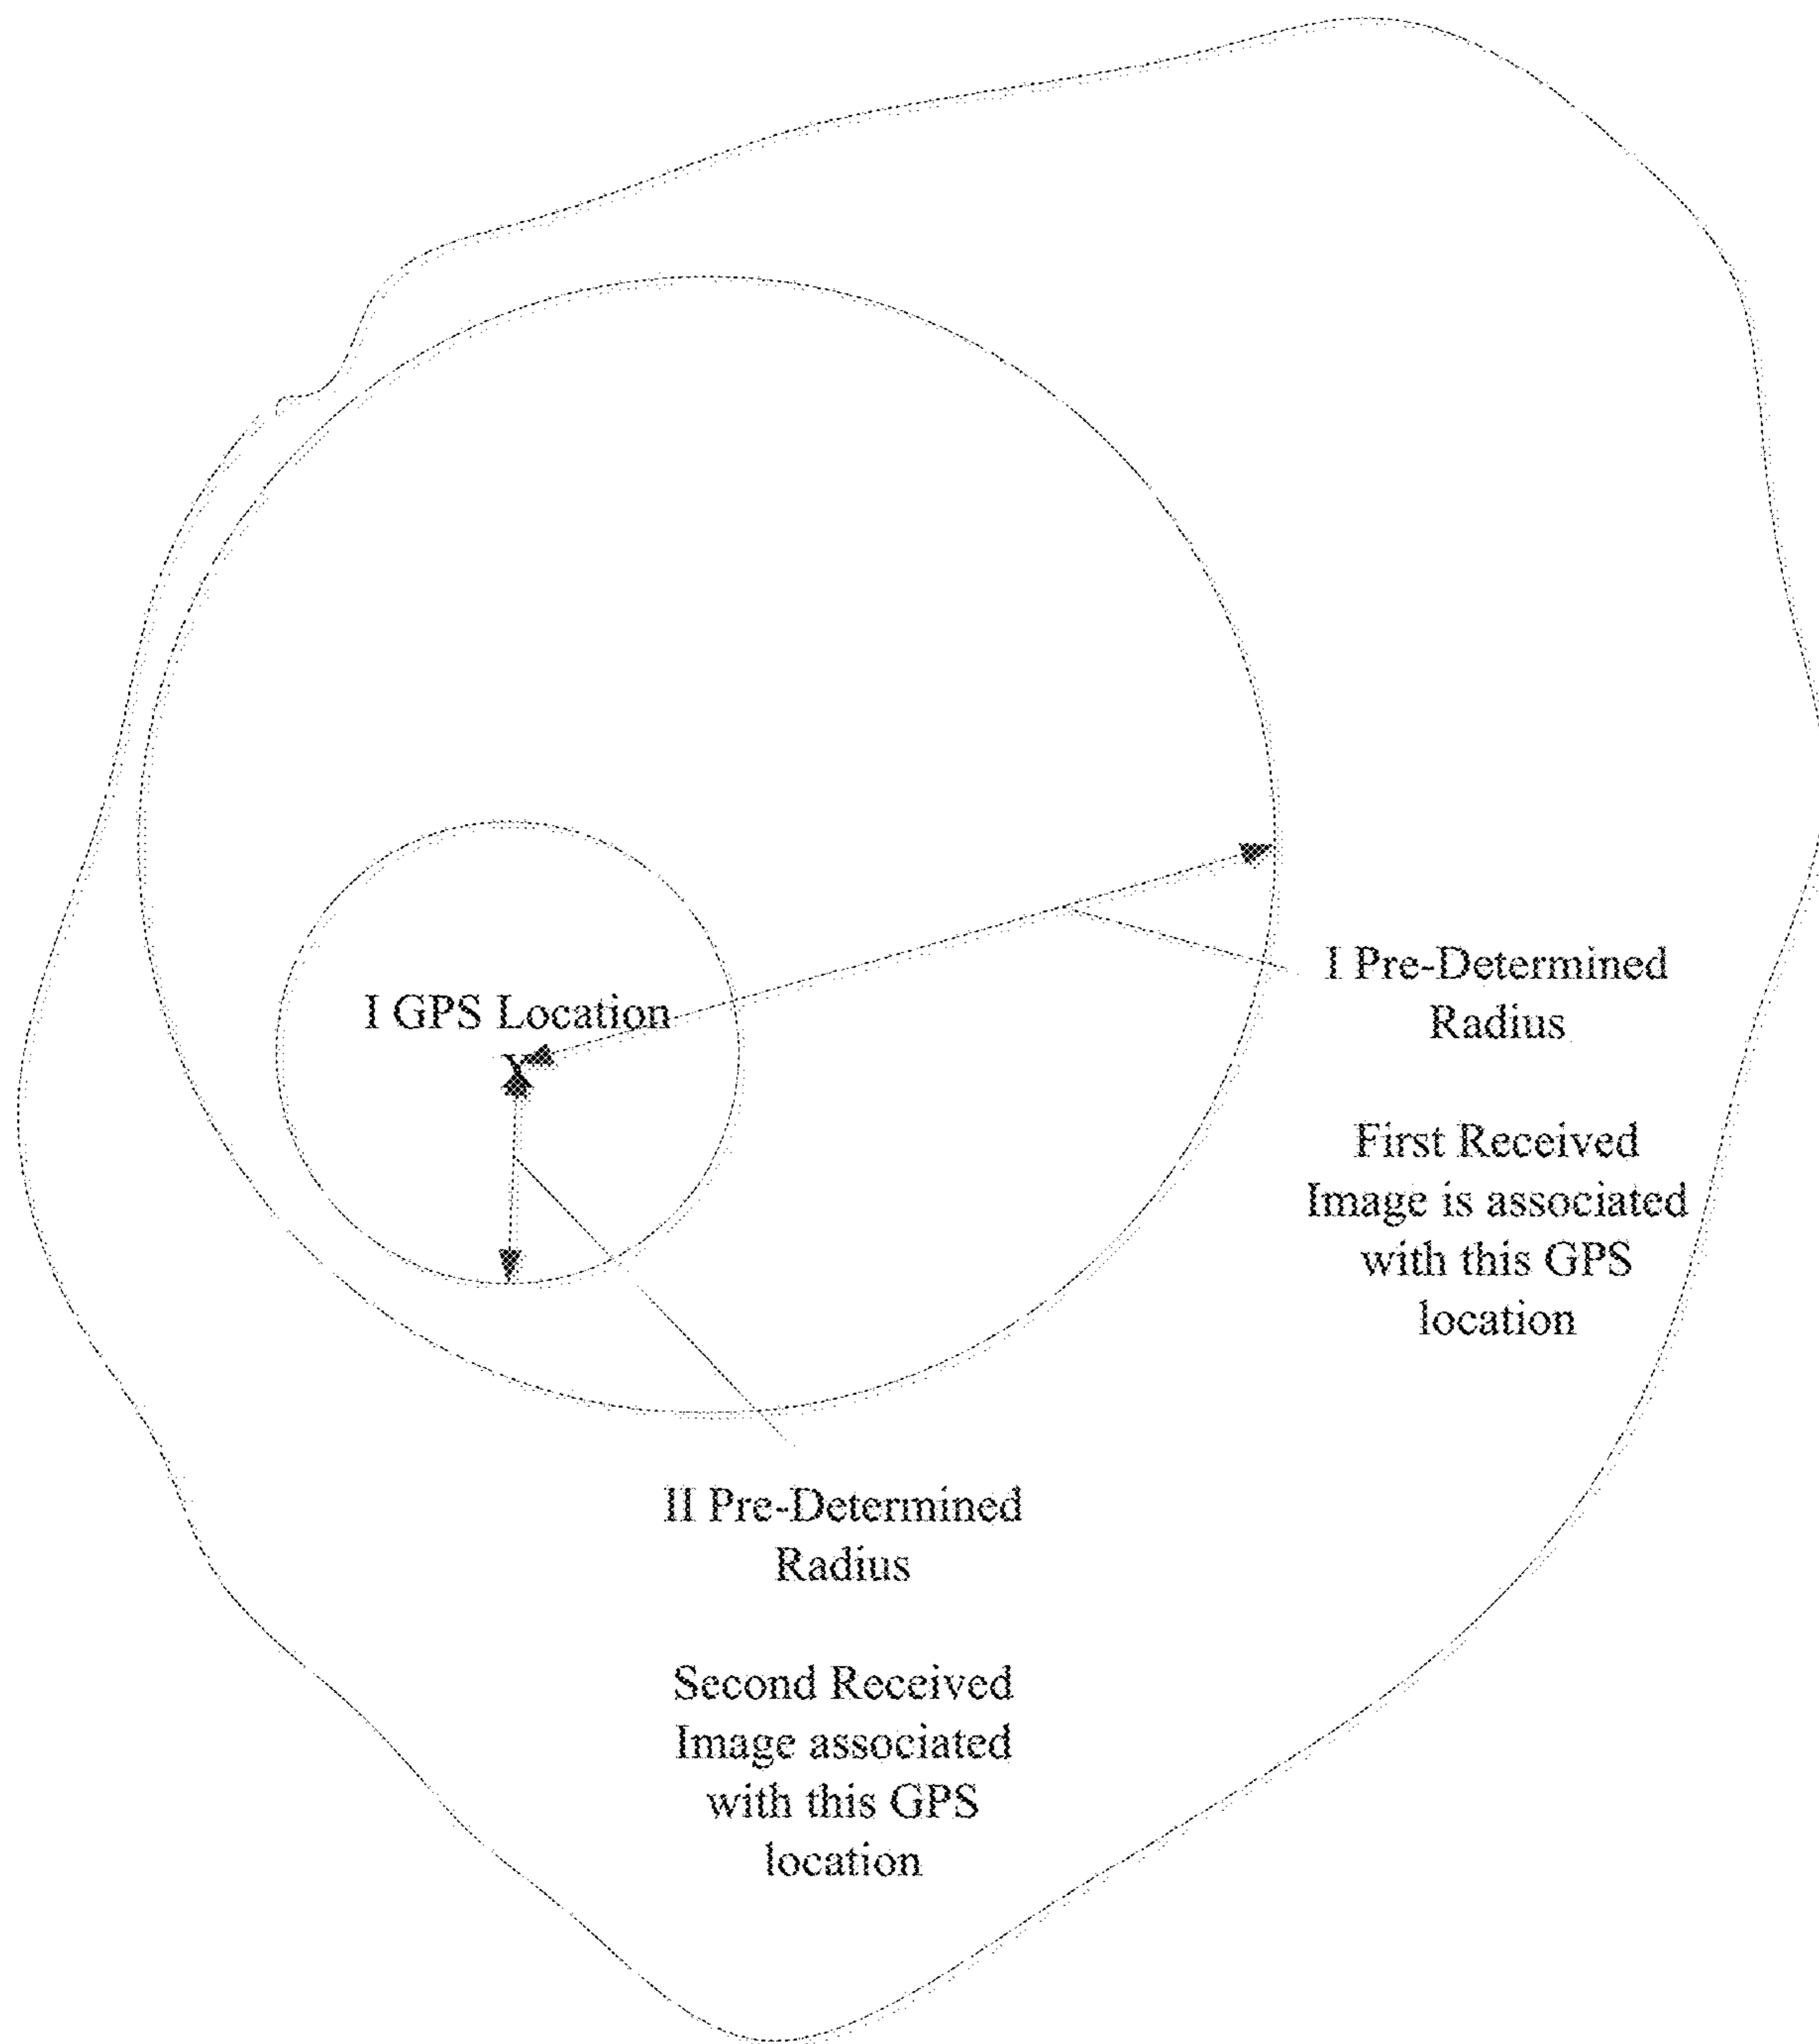 I GPS Location
Y
I Pre-Determined
Radius
First Received
Image is associated
with this GPS
location
II Pre-Determined
Radius
Second Received
Image associated
with this GPS
location